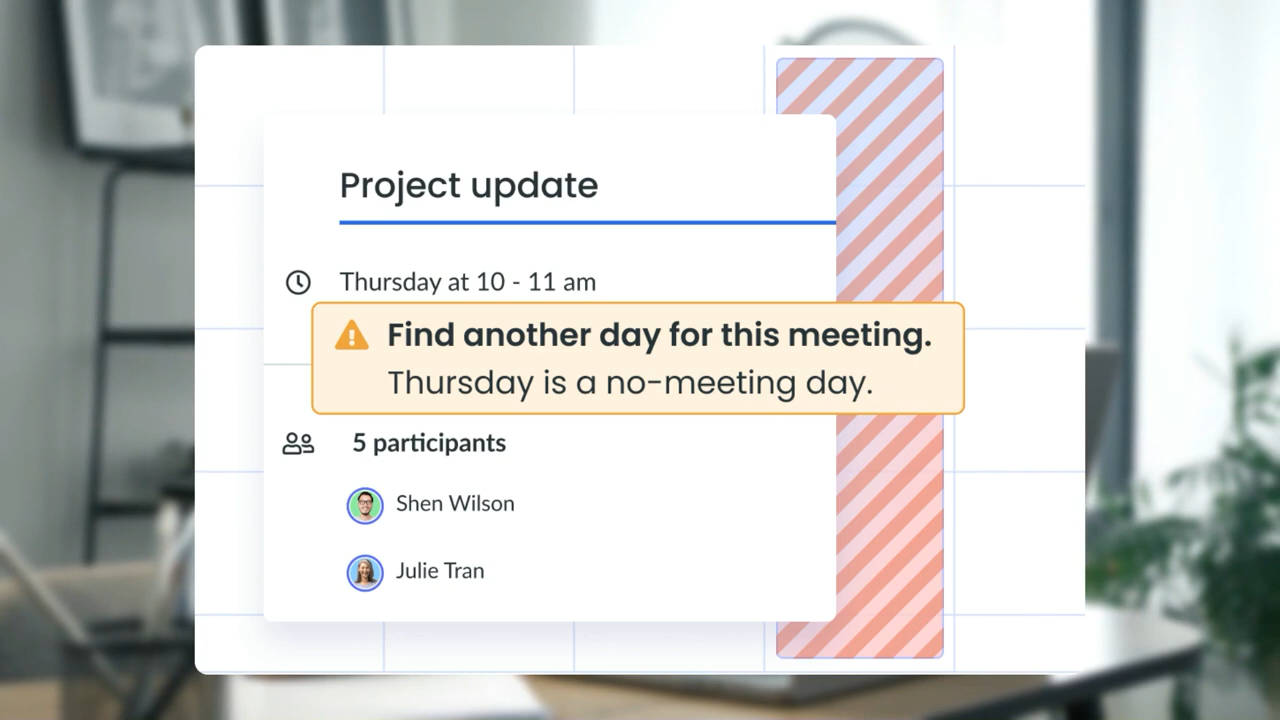 Project update
Thursday at 10 - 11 am
Find another day for this meeting.
Thursday is a no-meeting day.
5 participants
Shen Wilson
Julie Tran